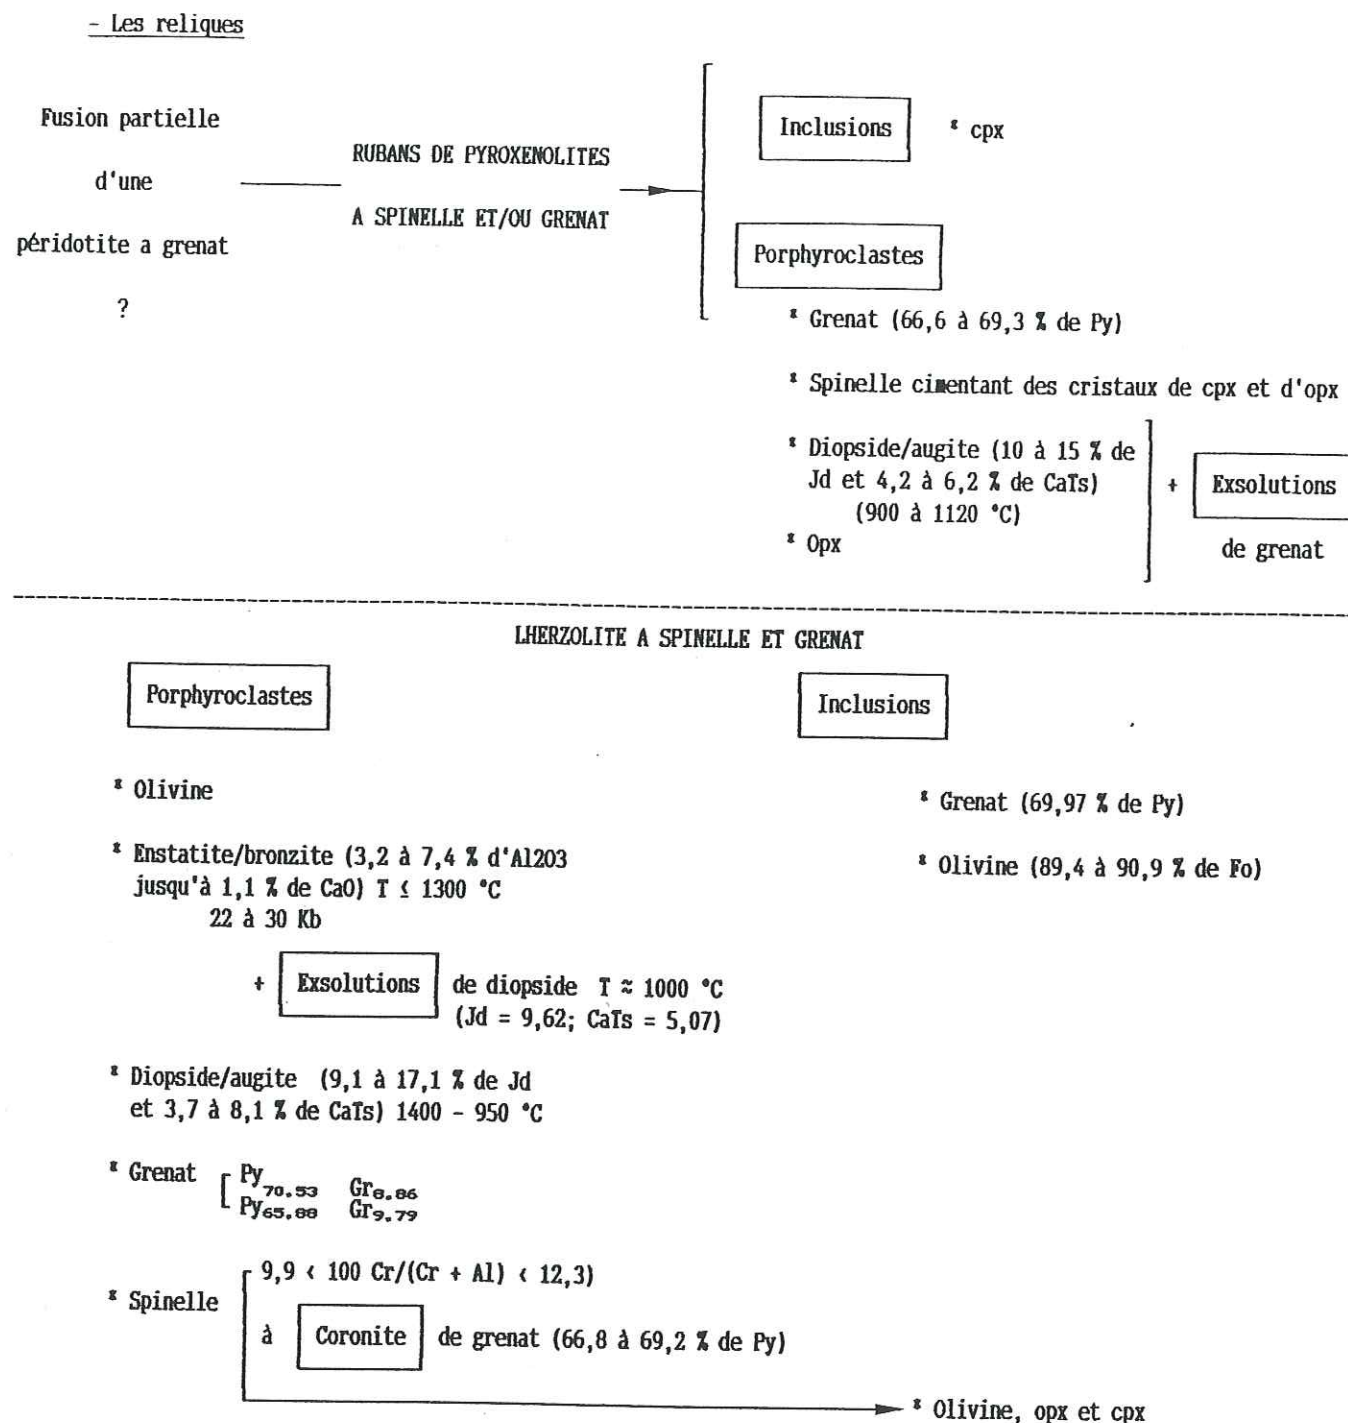 - Les reliques
Fusion partielle
d'une
péridotite a grenat
?
RUBANS DE PYROXENOLITES
A SPINELLE ET/OU GRENAT
Inclusions * cpx
Porphyroclastes
* Grenat (66,6 à 69,3 % de Py)
* Spinelle cimentant des cristaux de cpx et d'opx
* Diopside/augite (10 à 15 % de
Jd et 4,2 à 6,2 % de CaTs)
(900 à 1120 °C)
* Opx
+ Exsolutions
de grenat
LHERZOLITE A SPINELLE ET GRENAT
Porphyroclastes
* Olivine
* Enstatite/bronzite (3,2 à 7,4 % d'Al2O3
jusqu'à 1,1 % de CaO) T ≤ 1300 °C
22 à 30 Kb
+ Exsolutions de diopside T ≈ 1000 °C
(Jd = 9,62; CaTs = 5,07)
* Diopside/augite (9,1 à 17,1 % de Jd
et 3,7 à 8,1 % de CaTs) 1400 - 950 °C
* Grenat
Py70.53 Gr8.86
Py65.88 Gr9.79
* Spinelle
9,9 < 100 Cr/(Cr + Al) < 12,3)
à Coronite de grenat (66,8 à 69,2 % de Py)
* Olivine, opx et cpx
Inclusions
* Grenat (69,97 % de Py)
* Olivine (89,4 à 90,9 % de Fo)